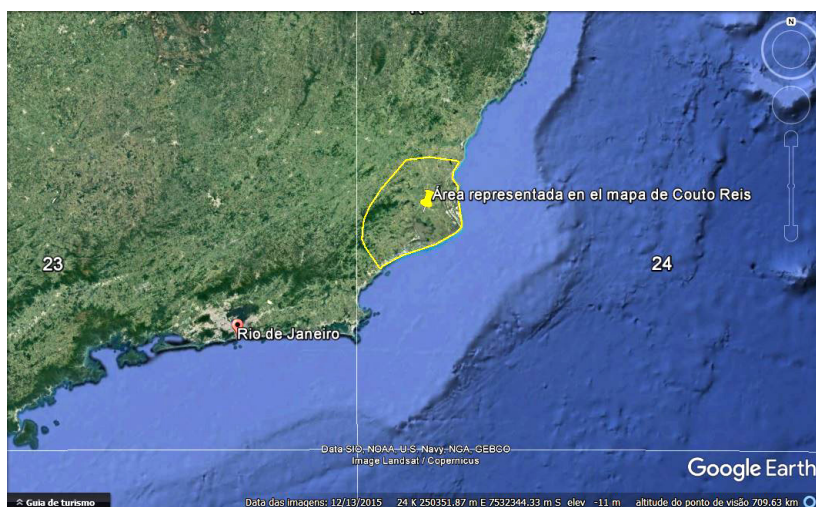 N
Área representada en el mapa de Couto Reis
23
24
Rio de Janeiro
Data SIO, NOAA, U.S. Navy, NGA, GEBCO
Image Landsat / Copernicus
Google Earth
Guia de turismo
Data das imagens: 12/13/2015 24 K 250351.87 m E 7532344.33 m S elev -11 m altitude do ponto de visão 709.63 km